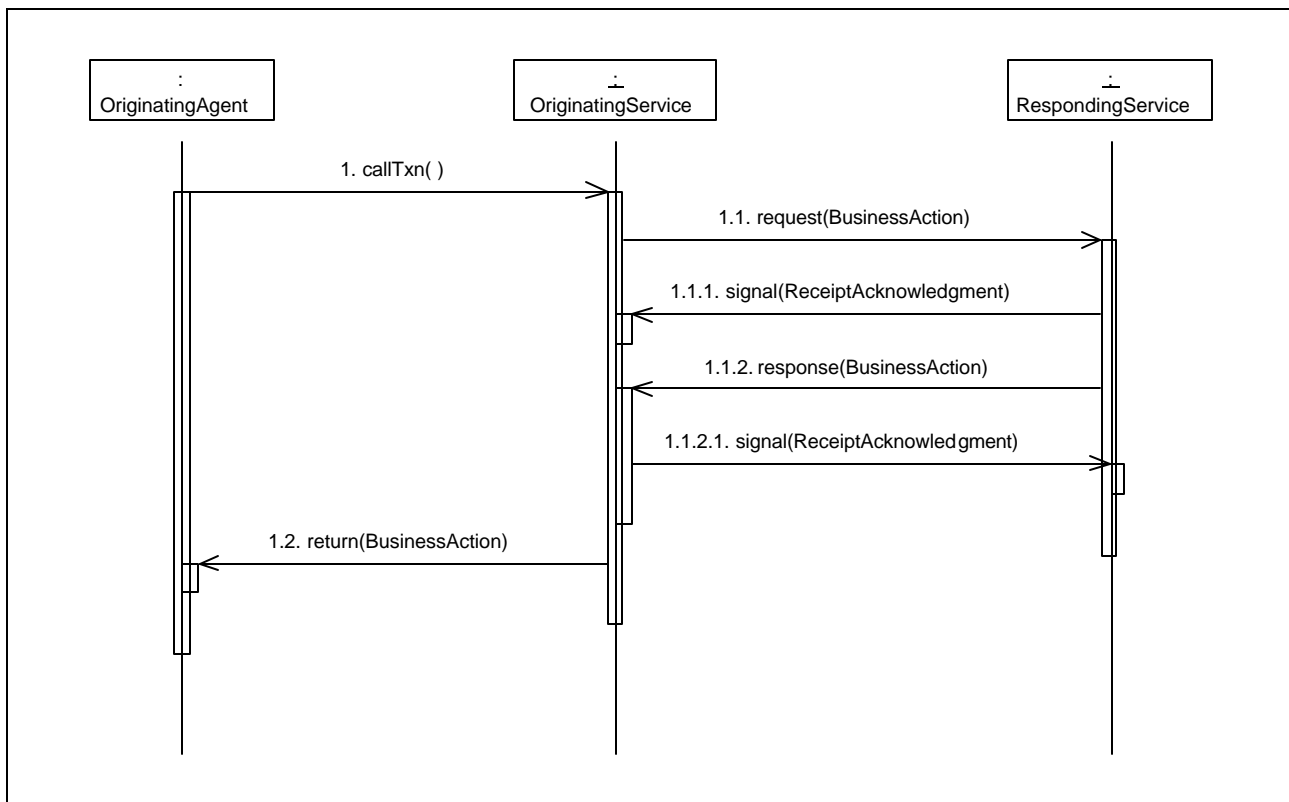 :
OriginatingAgent
:
OriginatingService
:
RespondingService
1. callTxn( )
1.1. request(BusinessAction)
1.1.1. signal(ReceiptAcknowledgment)
1.1.2. response(BusinessAction)
1.1.2.1. signal(ReceiptAcknowledgment)
1.2. return(BusinessAction)